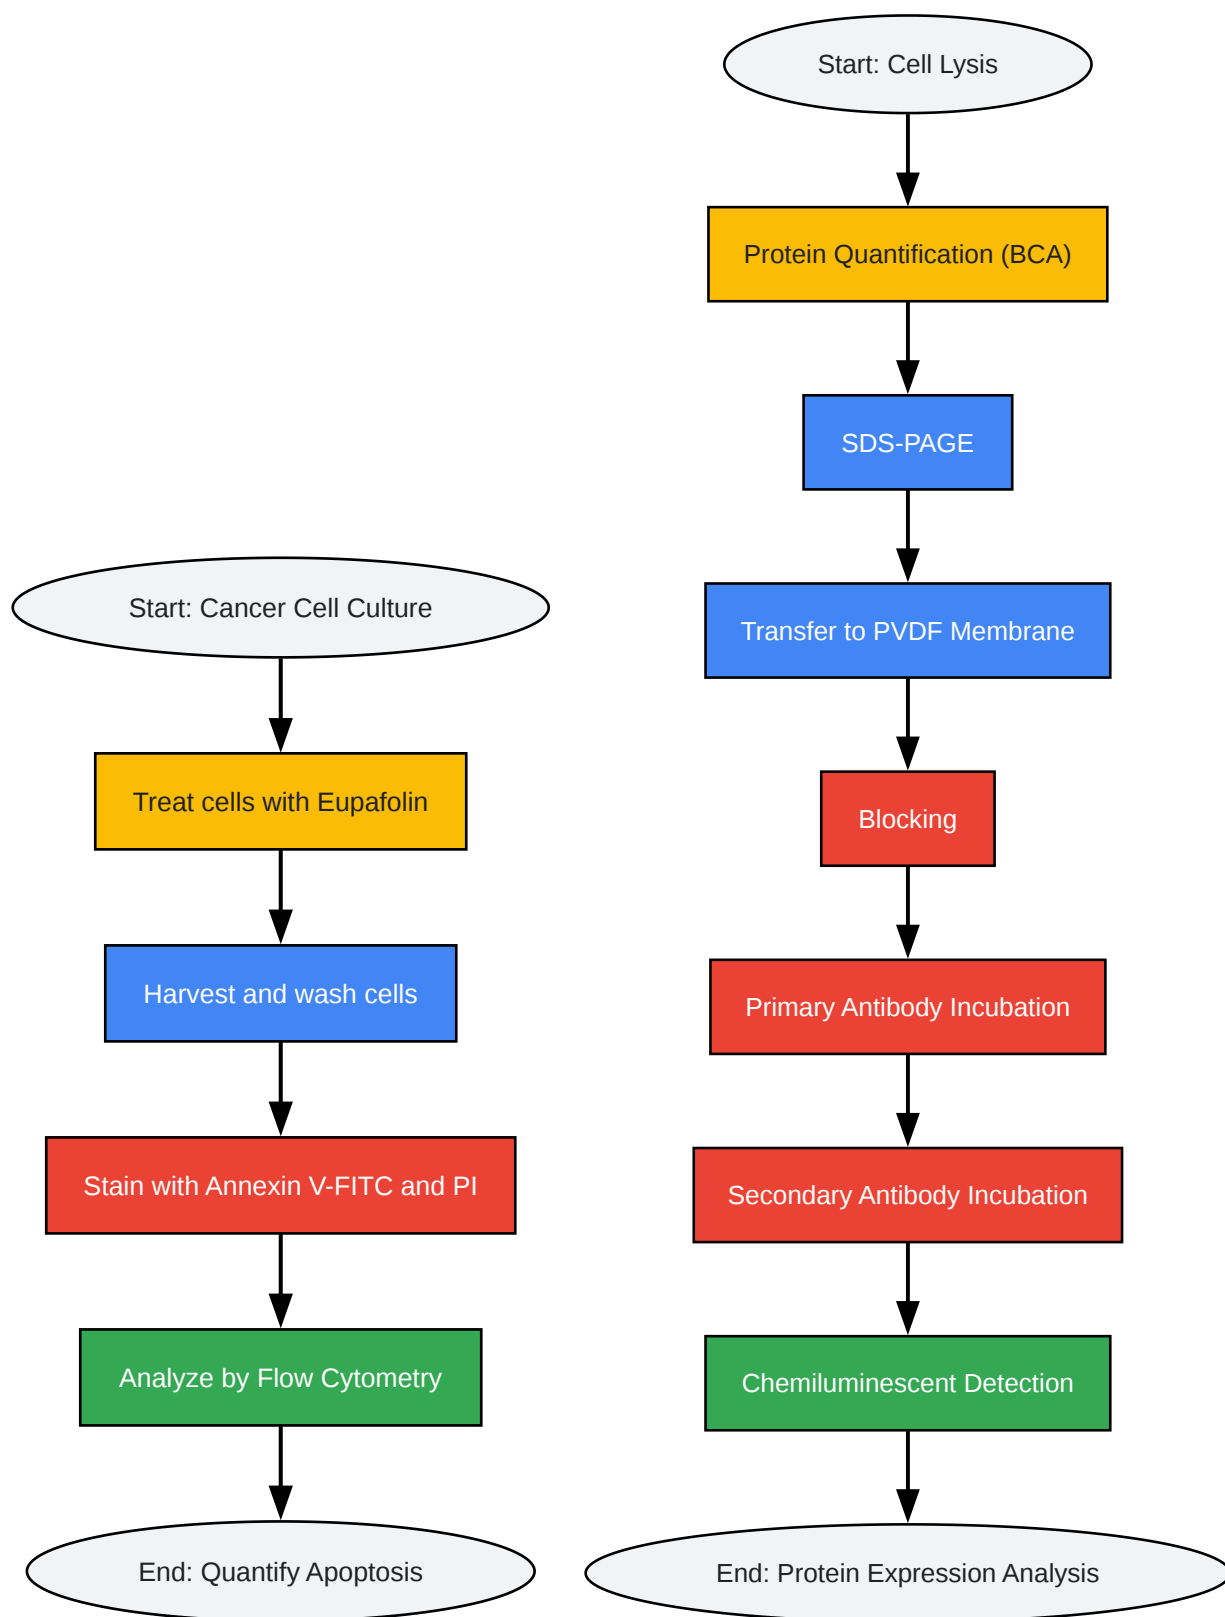 Start: Cancer Cell Culture
Treat cells with Eupafolin
Harvest and wash cells
Stain with Annexin V-FITC and PI
Analyze by Flow Cytometry
End: Quantify Apoptosis
Start: Cell Lysis
Protein Quantification (BCA)
SDS-PAGE
Transfer to PVDF Membrane
Blocking
Primary Antibody Incubation
Secondary Antibody Incubation
Chemiluminescent Detection
End: Protein Expression Analysis